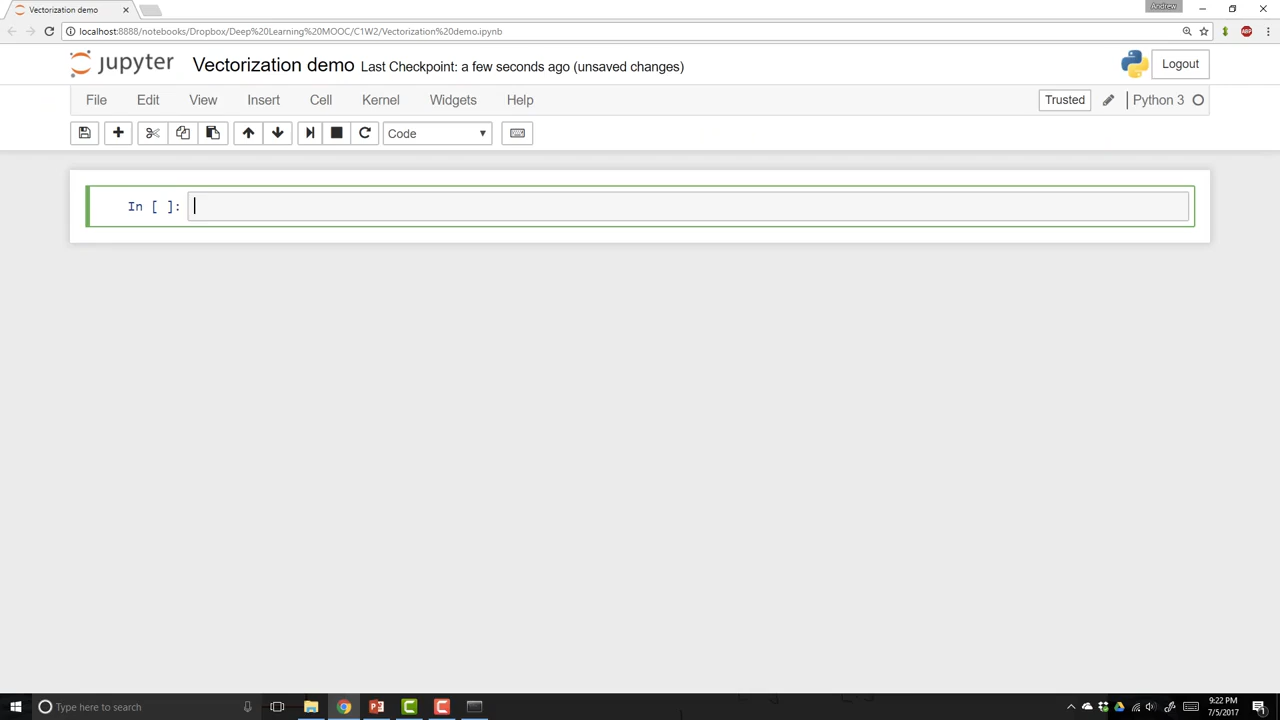 Vectorization demo
Andrew
localhost:8888/notebooks/Dropbox/Deep%20Learning%20MOOC/C1W2/Vectorization%20demo.ipynb
ABP
jupyter Vectorization demo Last Checkpoint: a few seconds ago (unsaved changes) Logout
File Edit View Insert Cell Kernel Widgets Help Trusted Python 3
Code
In [ ]:
Type here to search
9:22 PM
7/5/2017